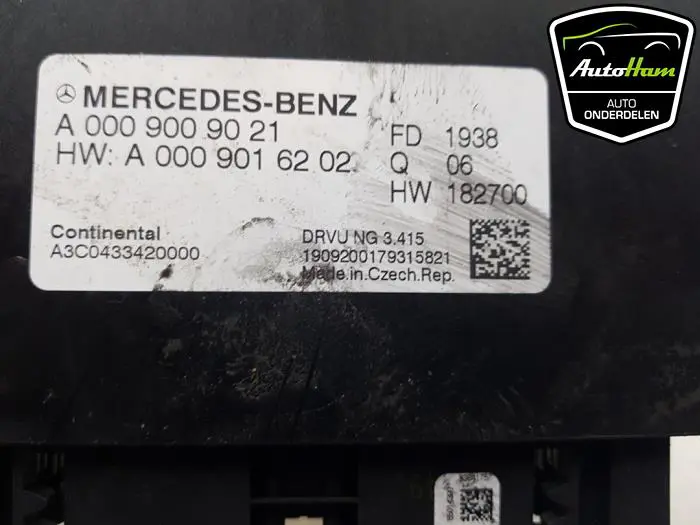 MERCEDES-BENZ
A 000 900 90 21
HW: A 000 901 62 02
FD 1938
Q 06
HW 182700
Continental
A3C0433420000
DRVU NG 3.415
1909200179315821
Made.in.Czech.Rep.
AutoHam
AUTO
ONDERDELEN